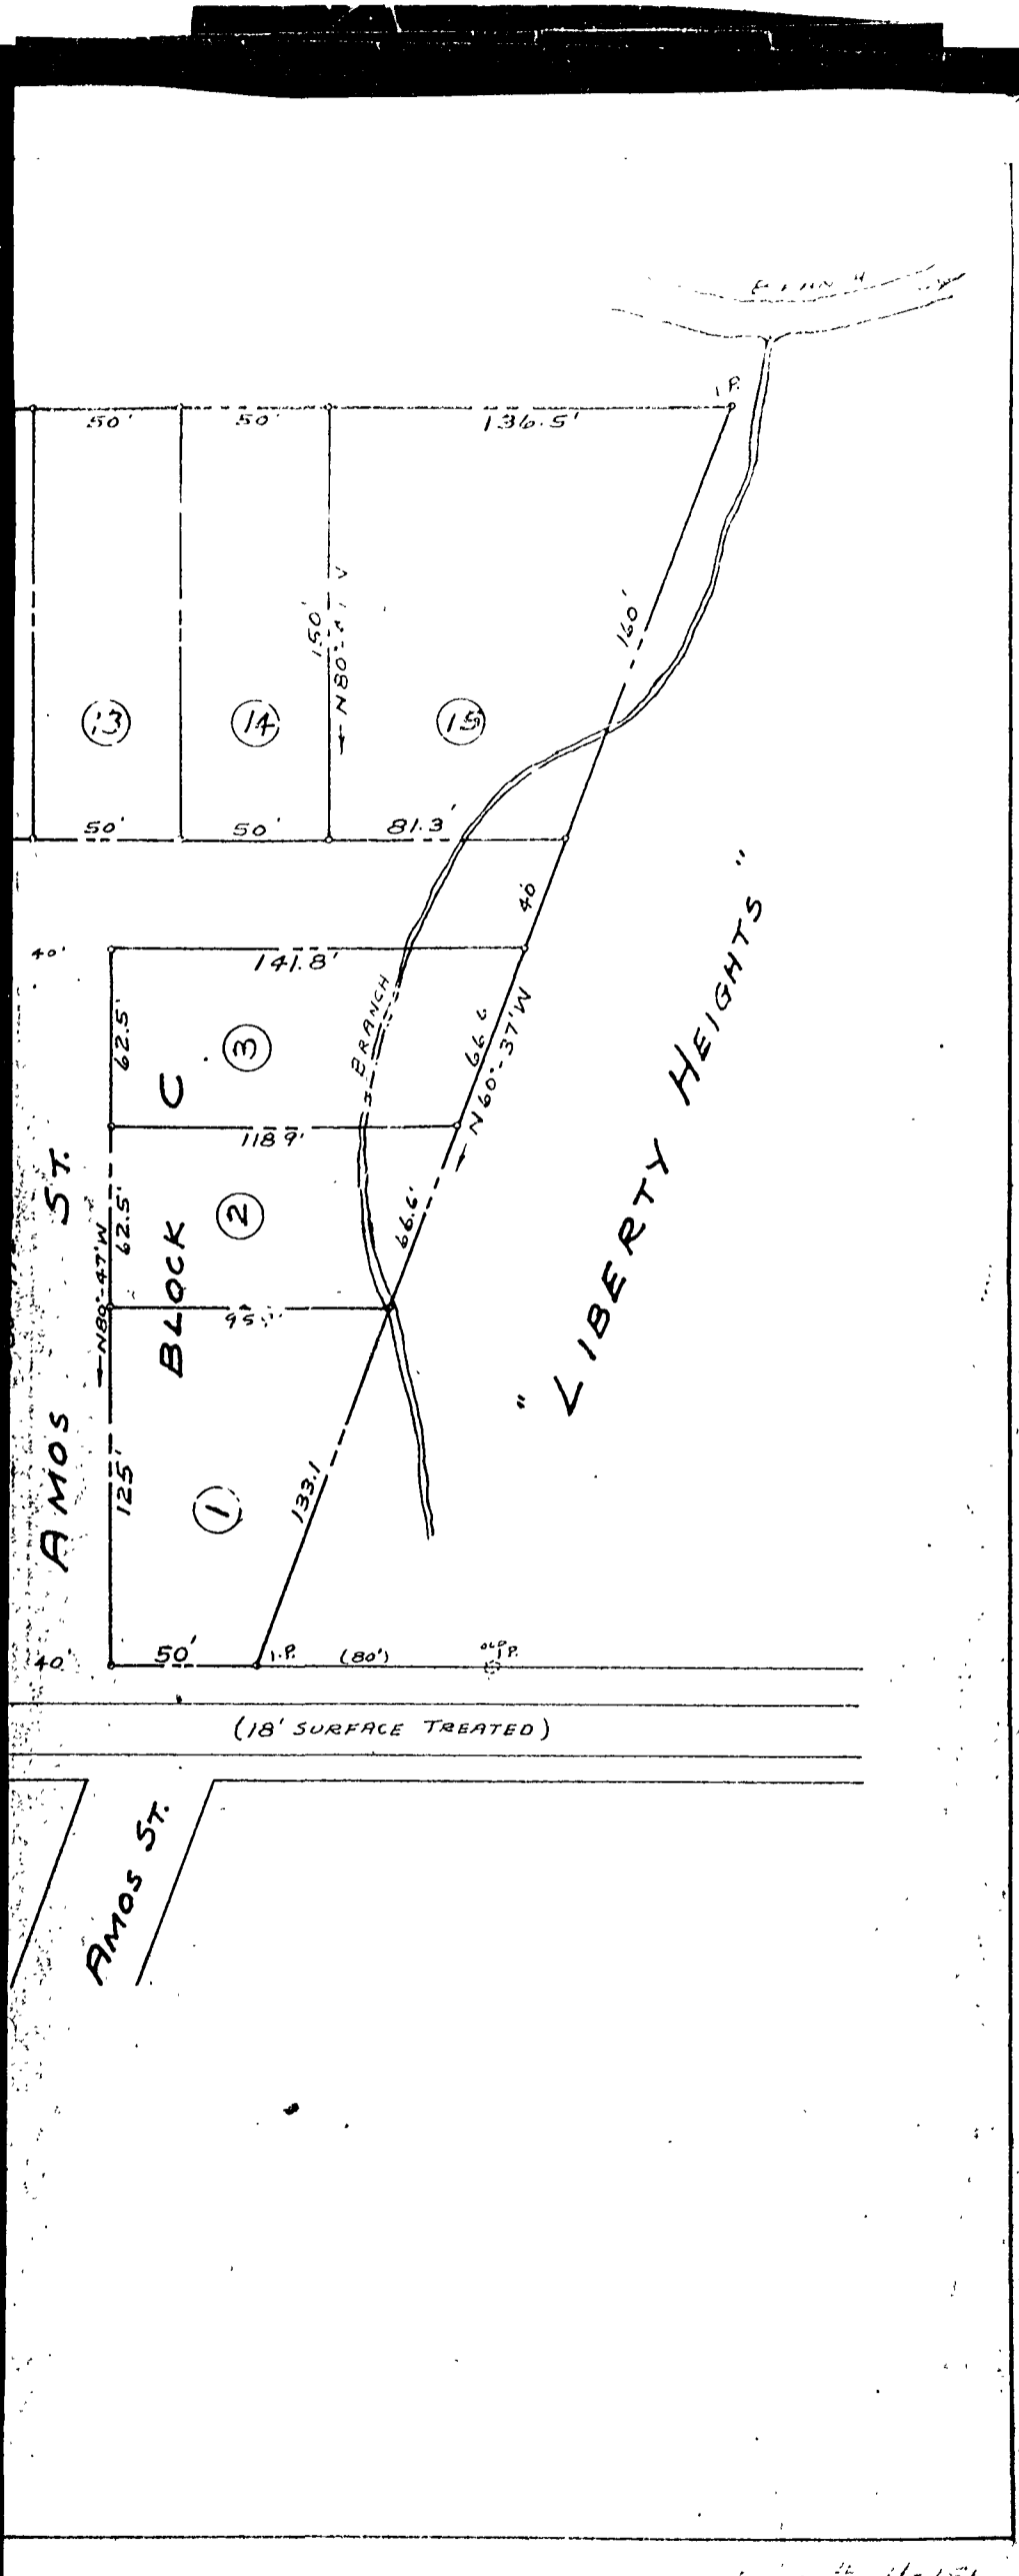 I.P.
50'
50'
136.5'
150'
160'
13
14
15
50'
50'
81.3'
40
40'
141.8'
62.5'
3
BRANCH
66.6
N60°-37'W
C
118.9'
AMOS ST.
N80°-47'W
62.5'
2
66.6'
BLOCK
"LIBERTY HEIGHTS"
125'
1
133.1
40'
50'
I.P.
(80')
OLD I.P.
(18' SURFACE TREATED)
AMOS ST.